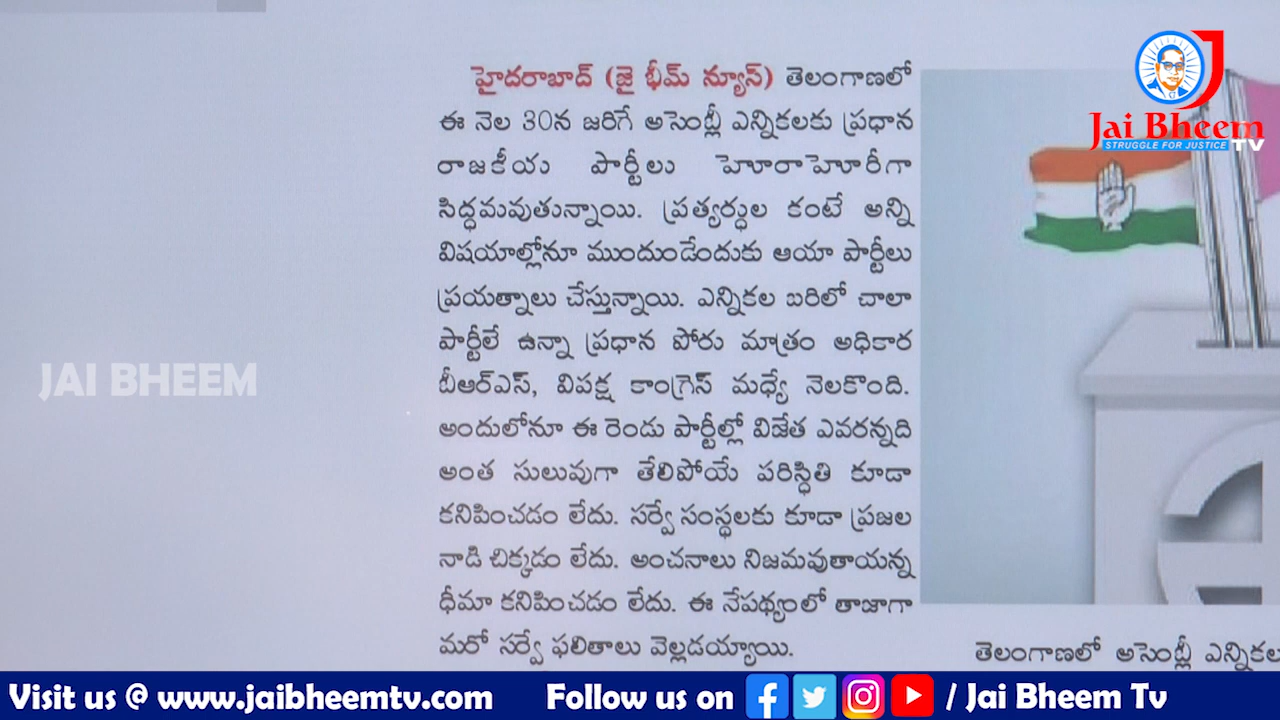 Jai Bheem
STRUGGLE FOR JUSTICE TV
హైదరాబాద్ (జై భీమ్ న్యూస్) తెలంగాణలో
ఈ నెల 30న జరిగే అసెంబ్లీ ఎన్నికలకు ప్రధాన
రాజకీయ పార్టీలు హెూరాహెూరీగా
సిద్ధమవుతున్నాయి. ప్రత్యర్థుల కంటే అన్ని
విషయాల్లోనూ ముందుండేందుకు ఆయా పార్టీలు
ప్రయత్నాలు చేస్తున్నాయి. ఎన్నికల బరిలో చాలా
పార్టీలే ఉన్నా ప్రధాన పోరు మాత్రం అధికార
బీఆర్ఎస్, విపక్ష కాంగ్రెస్ మధ్యే నెలకొంది.
అందులోనూ ఈ రెండు పార్టీల్లో విజేత ఎవరన్నది
అంత సులువుగా తేలిపోయే పరిస్థితి కూడా
కనిపించడం లేదు. సర్వే సంస్థలకు కూడా ప్రజల
నాడి చిక్కడం లేదు. అంచనాలు నిజమవుతాయన్న
ధీమా కనిపించడం లేదు. ఈ నేపథ్యంలో తాజాగా
మరో సర్వే ఫలితాలు వెల్లడయ్యాయి.
తెలంగాణలో అసెంబ్లీ ఎన్నికల
JAI BHEEM
Visit us @ www.jaibheemtv.com Follow us on / Jai Bheem Tv